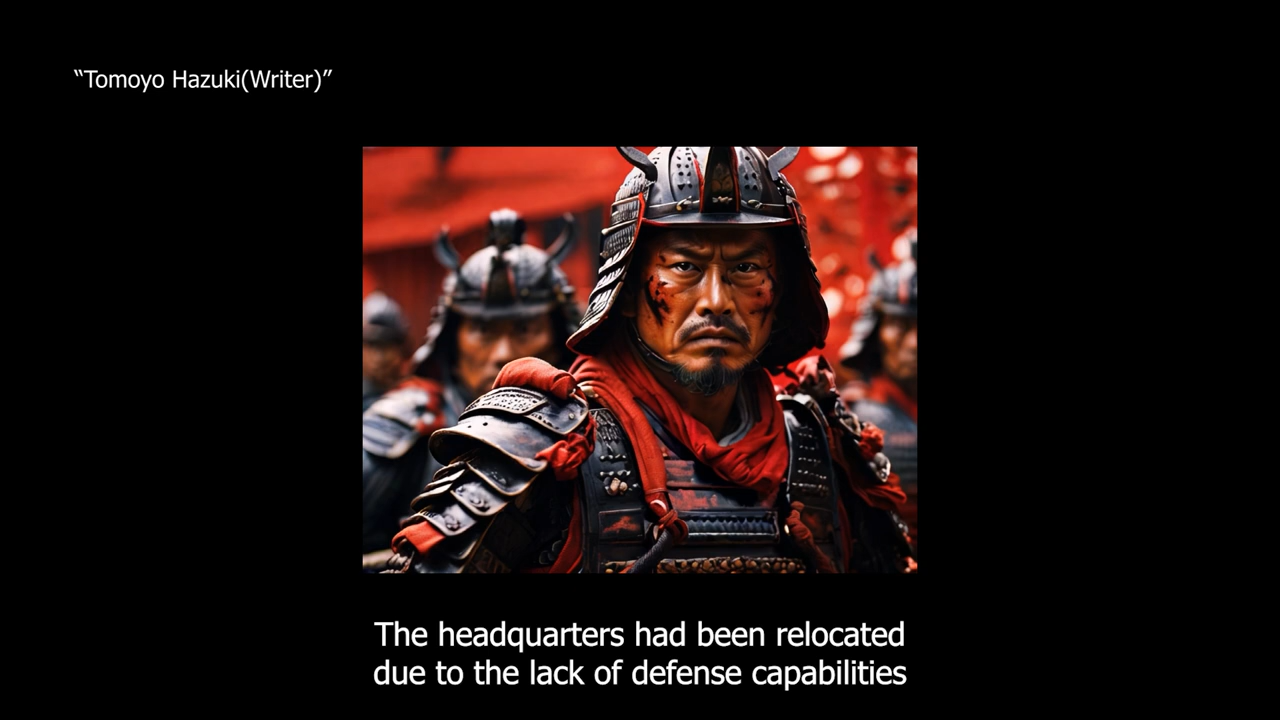 “Tomoyo Hazuki(Writer)”
The headquarters had been relocated
due to the lack of defense capabilities